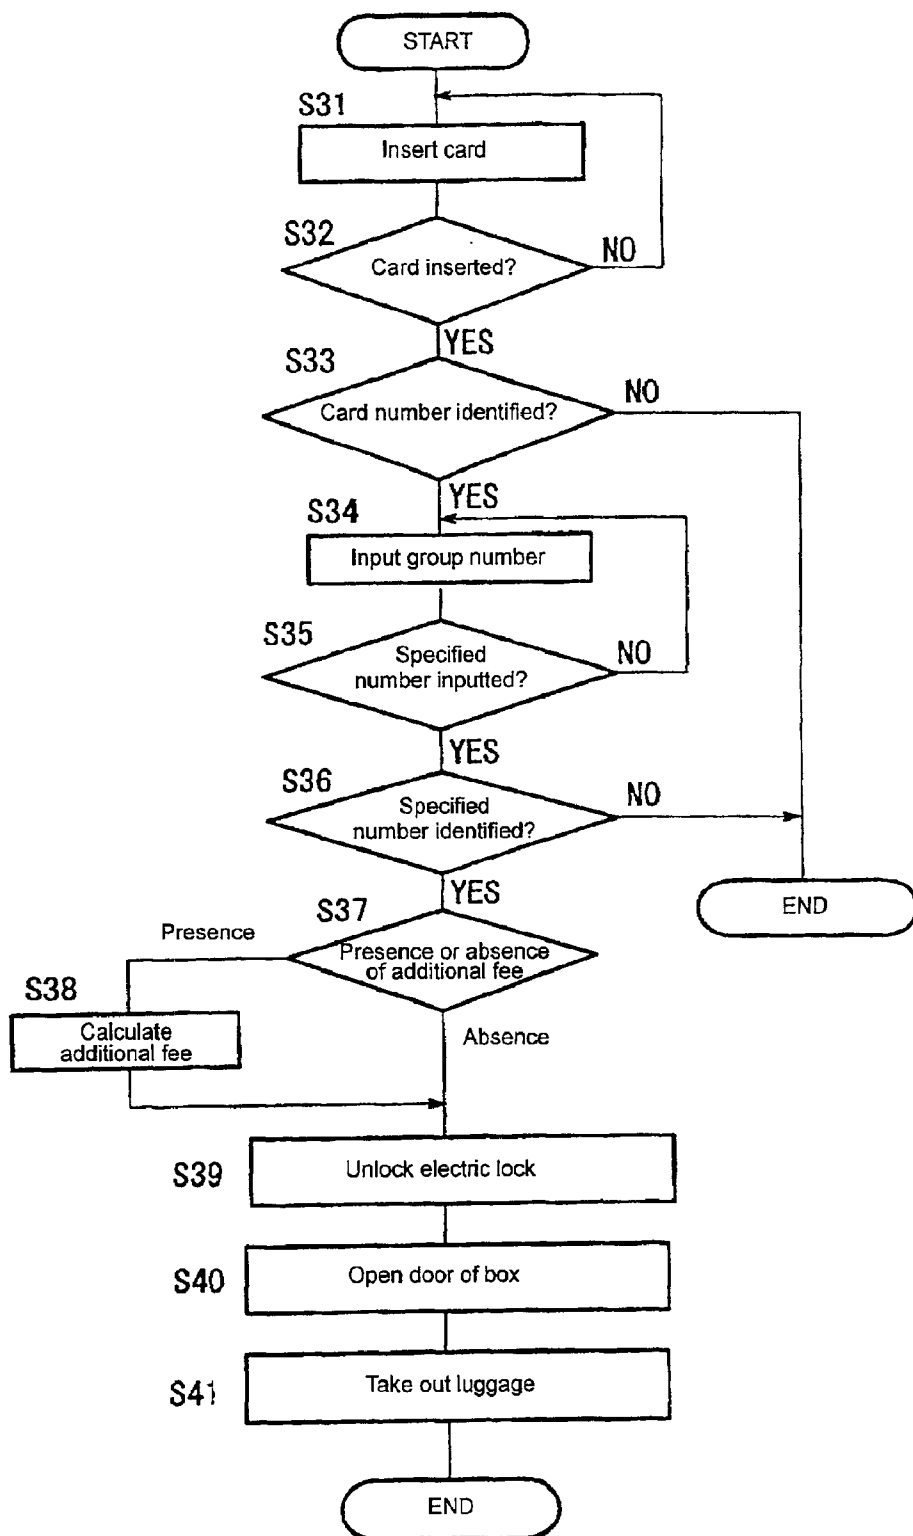 START
S31
Insert card
S32
Card inserted?
NO
YES
S33
Card number identified?
NO
YES
S34
Input group number
S35
Specified
number inputted?
NO
YES
S36
Specified
number identified?
NO
YES
END
S37
Presence
Presence or absence
of additional fee
S38
Calculate
additional fee
Absence
S39
Unlock electric lock
S40
Open door of box
S41
Take out luggage
END